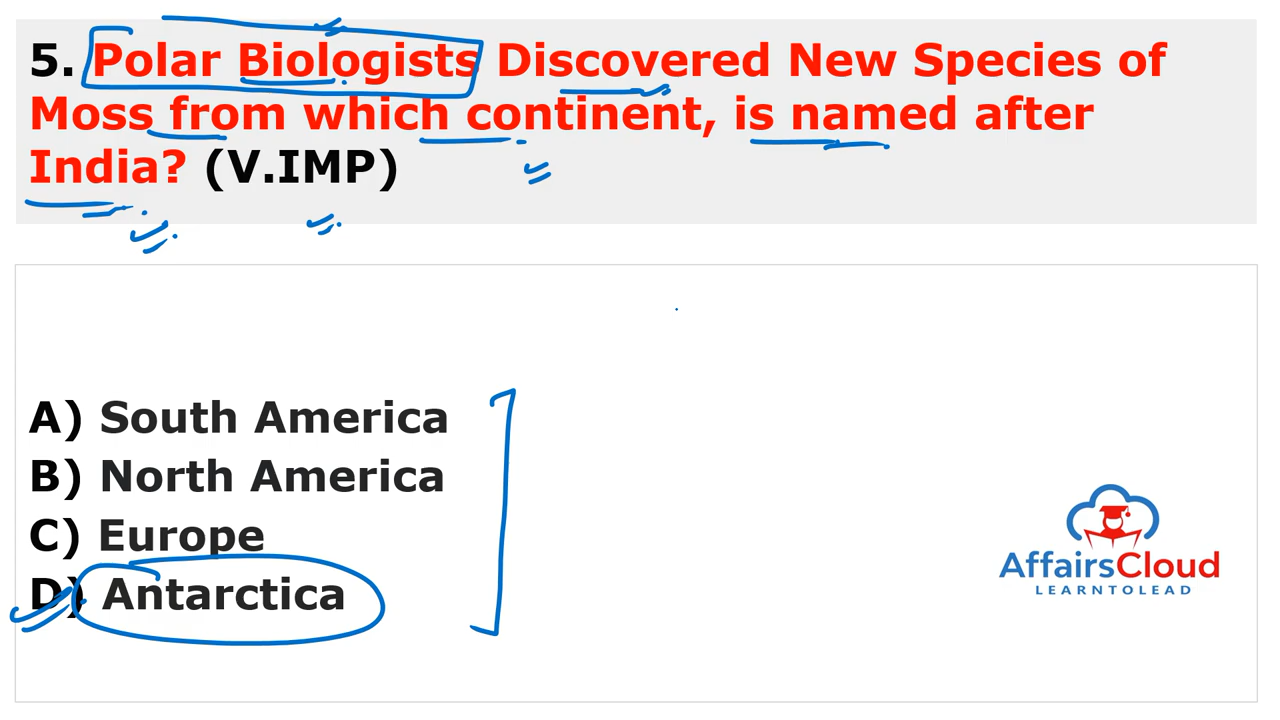 5. Polar Biologists Discovered New Species of
Moss from which continent, is named after
India? (V.IMP)
A) South America
B) North America
C) Europe
D) Antarctica
AffairsCloud
LEARNTOLEAD